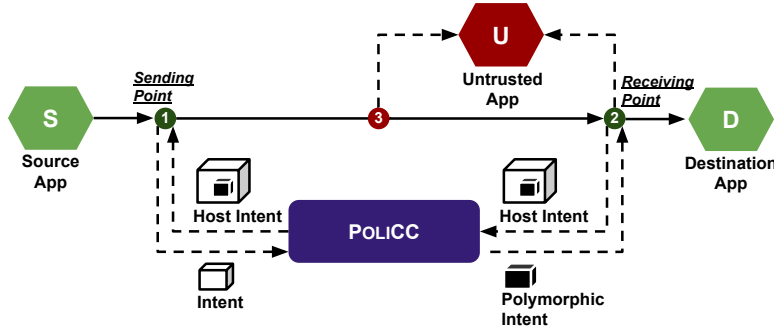 U
Untrusted
App
Sending
Point
Receiving
Point
S
1
3
2
D
Source
App
Destination
App
Host Intent
Host Intent
POLICC
Intent
Polymorphic
Intent